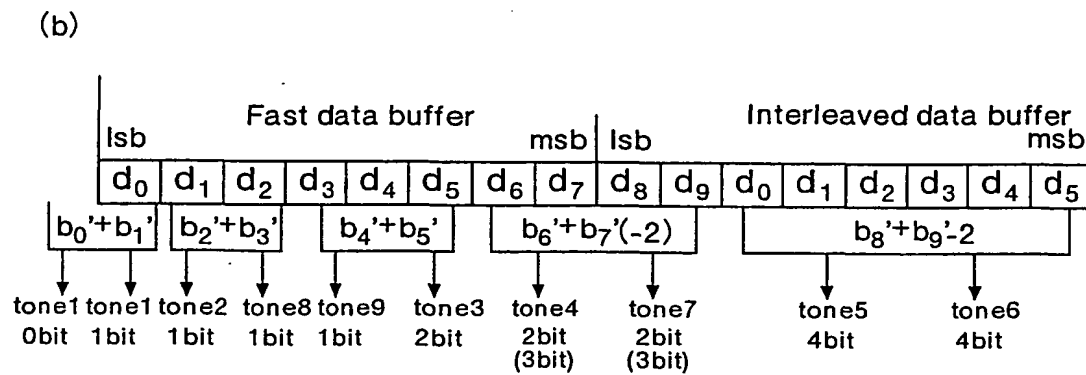 (b)
Fast data buffer Interleaved data buffer
lsb msb lsb msb
d0 d1 d2 d3 d4 d5 d6 d7 d8 d9 d0 d1 d2 d3 d4 d5
b0'+b1' b2'+b3' b4'+b5' b6'+b7'(-2) b8'+b9'-2
tone1 tone1 tone2 tone8 tone9 tone3 tone4 tone7 tone5 tone6
0bit 1bit 1bit 1bit 1bit 2bit 2bit 2bit 4bit 4bit
(3bit) (3bit)